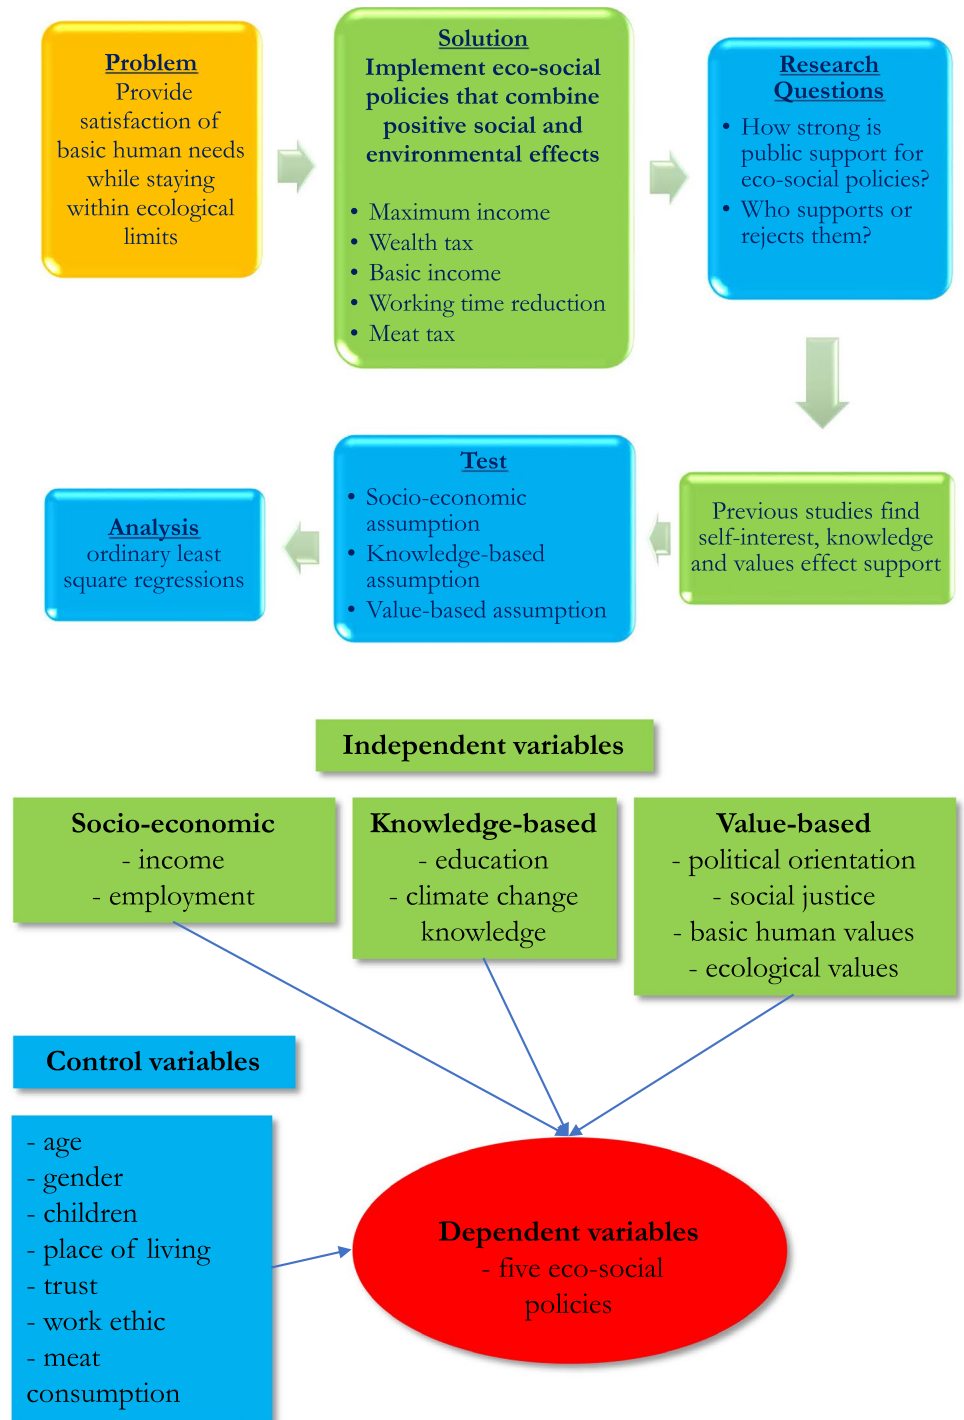 Problem
Provide
satisfaction of
basic human needs
while staying
within ecological
limits
Solution
Implement eco-social
policies that combine
positive social and
environmental effects
• Maximum income
• Wealth tax
• Basic income
• Working time reduction
• Meat tax
Research
Questions
• How strong is
public support for
eco-social policies?
• Who supports or
rejects them?
Previous studies find
self-interest, knowledge
and values effect support
Test
• Socio-economic
assumption
• Knowledge-based
assumption
• Value-based assumption
Analysis
ordinary least
square regressions
Independent variables
Socio-economic
- income
- employment
Knowledge-based
- education
- climate change
knowledge
Value-based
- political orientation
- social justice
- basic human values
- ecological values
Control variables
- age
- gender
- children
- place of living
- trust
- work ethic
- meat
consumption
Dependent variables
- five eco-social
policies